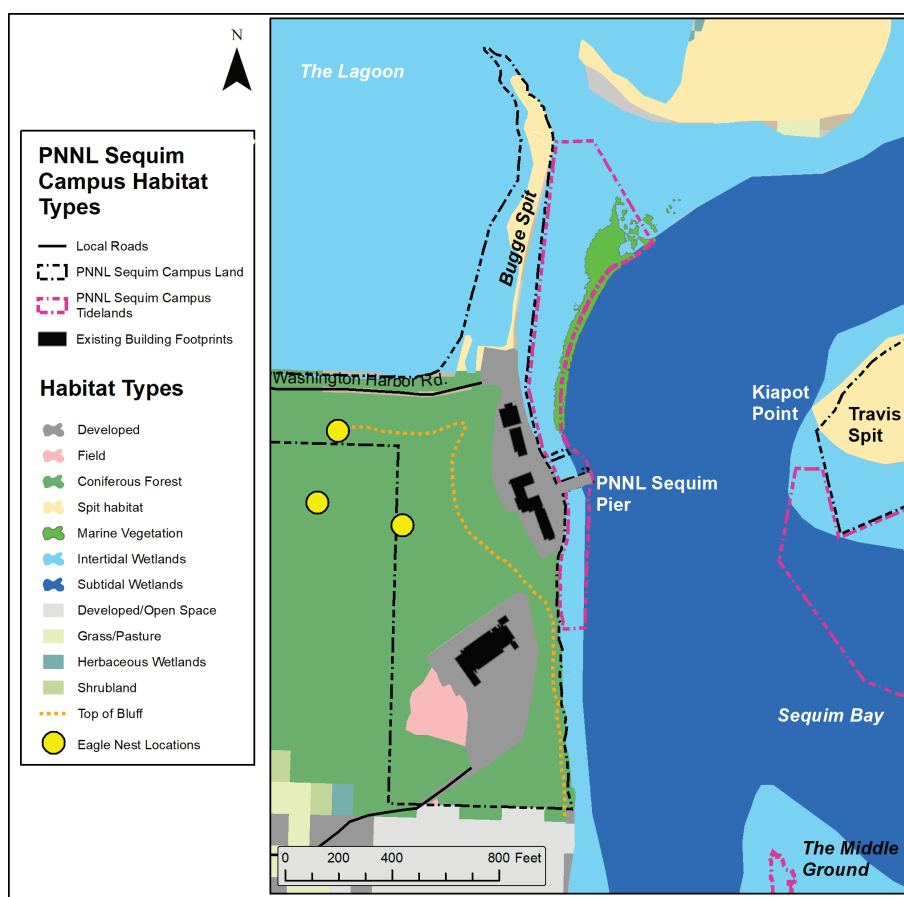 N
The Lagoon
PNNL Sequim
Campus Habitat
Types
Local Roads
PNNL Sequim Campus Land
PNNL Sequim Campus
Tidelands
Existing Building Footprints
Habitat Types
Developed
Field
Coniferous Forest
Spit habitat
Marine Vegetation
Intertidal Wetlands
Subtidal Wetlands
Developed/Open Space
Grass/Pasture
Herbaceous Wetlands
Shrubland
Top of Bluff
Eagle Nest Locations
Bugge Spit
Washington Harbor Rd.
Kiapot
Point
Travis
Spit
PNNL Sequim
Pier
Sequim Bay
The Middle
Ground
0 200 400 800 Feet